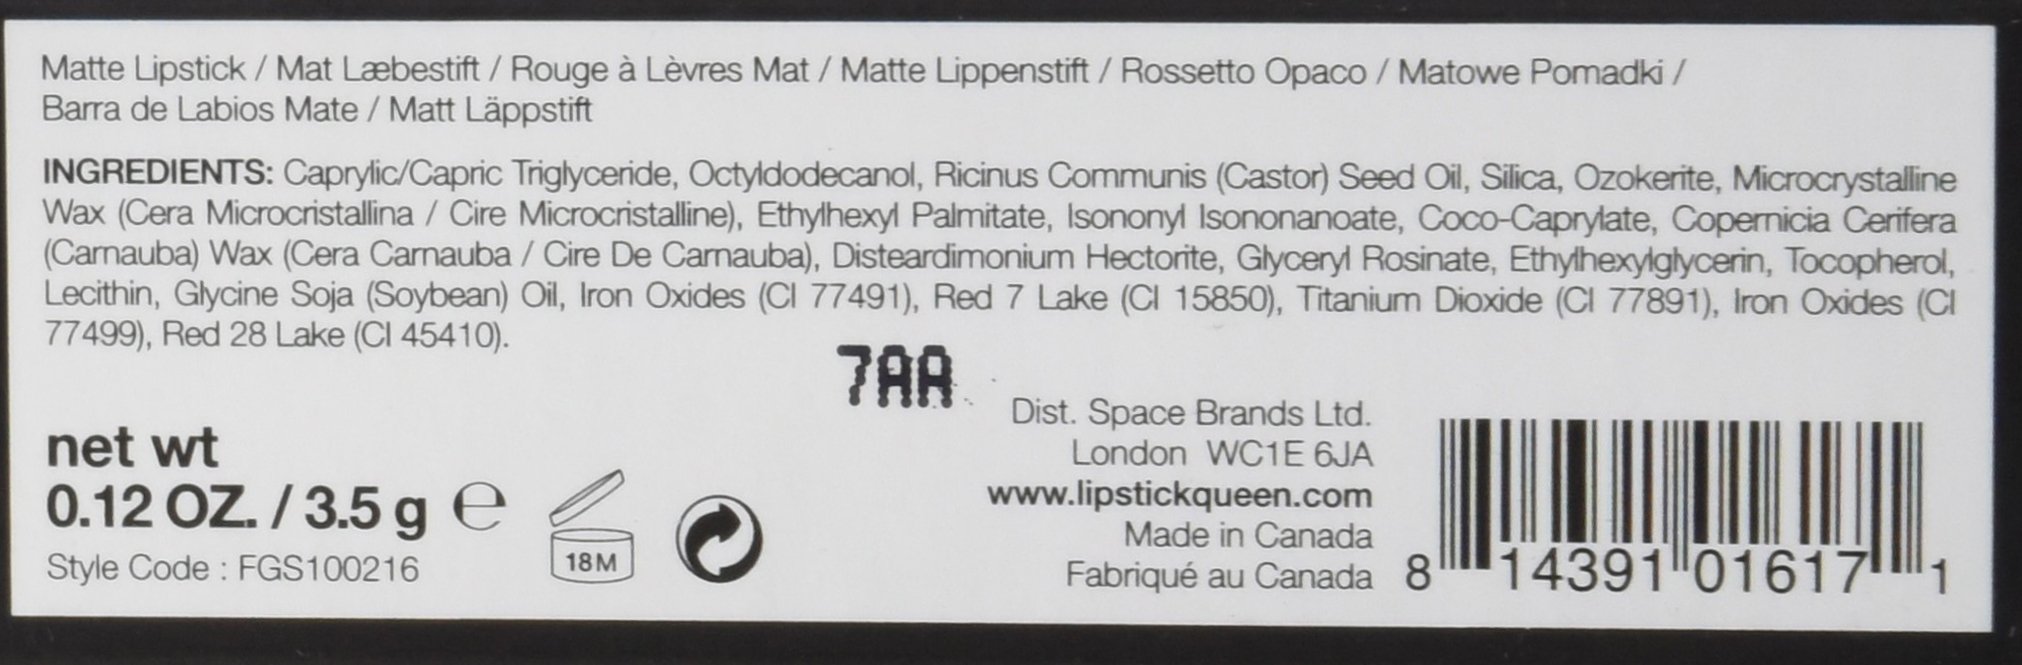 Matte Lipstick / Mat Læbestift / Rouge à Lèvres Mat / Matte Lippenstift / Rossetto Opaco / Matowe Pomadki /
Barra de Labios Mate / Matt Läppstift
INGREDIENTS: Caprylic/Capric Triglyceride, Octyldodecanol, Ricinus Communis (Castor) Seed Oil, Silica, Ozokerite, Microcrystalline
Wax (Cera Microcristallina / Cire Microcristalline), Ethylhexyl Palmitate, Isononyl Isononanoate, Coco-Caprylate, Copernicia Cerifera
(Carnauba) Wax (Cera Carnauba / Cire De Carnauba), Disteardimonium Hectorite, Glyceryl Rosinate, Ethylhexylglycerin, Tocopherol,
Lecithin, Glycine Soja (Soybean) Oil, Iron Oxides (CI 77491), Red 7 Lake (CI 15850), Titanium Dioxide (CI 77891), Iron Oxides (CI
77499), Red 28 Lake (CI 45410).
7AA
net wt
0.12 OZ. / 3.5 g e
Style Code : FGS100216
18M
Dist. Space Brands Ltd.
London WC1E 6JA
www.lipstickqueen.com
Made in Canada
Fabriqué au Canada
8 14391 01617 1